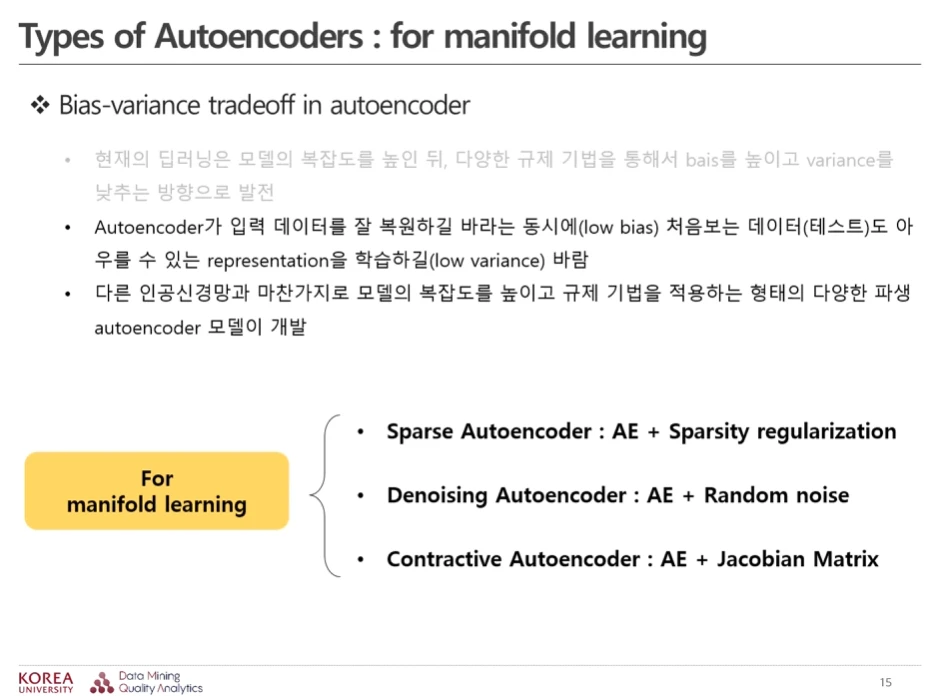 Types of Autoencoders : for manifold learning
❖ Bias-variance tradeoff in autoencoder
• 현재의 딥러닝은 모델의 복잡도를 높인 뒤, 다양한 규제 기법을 통해서 bais를 높이고 variance를
낮추는 방향으로 발전
• Autoencoder가 입력 데이터를 잘 복원하길 바라는 동시에(low bias) 처음보는 데이터(테스트)도 아
우를 수 있는 representation을 학습하길(low variance) 바람
• 다른 인공신경망과 마찬가지로 모델의 복잡도를 높이고 규제 기법을 적용하는 형태의 다양한 파생
autoencoder 모델이 개발
For
manifold learning
• Sparse Autoencoder : AE + Sparsity regularization
• Denoising Autoencoder : AE + Random noise
• Contractive Autoencoder : AE + Jacobian Matrix
KOREA
UNIVERSITY
Data Mining
Quality Analytics
15